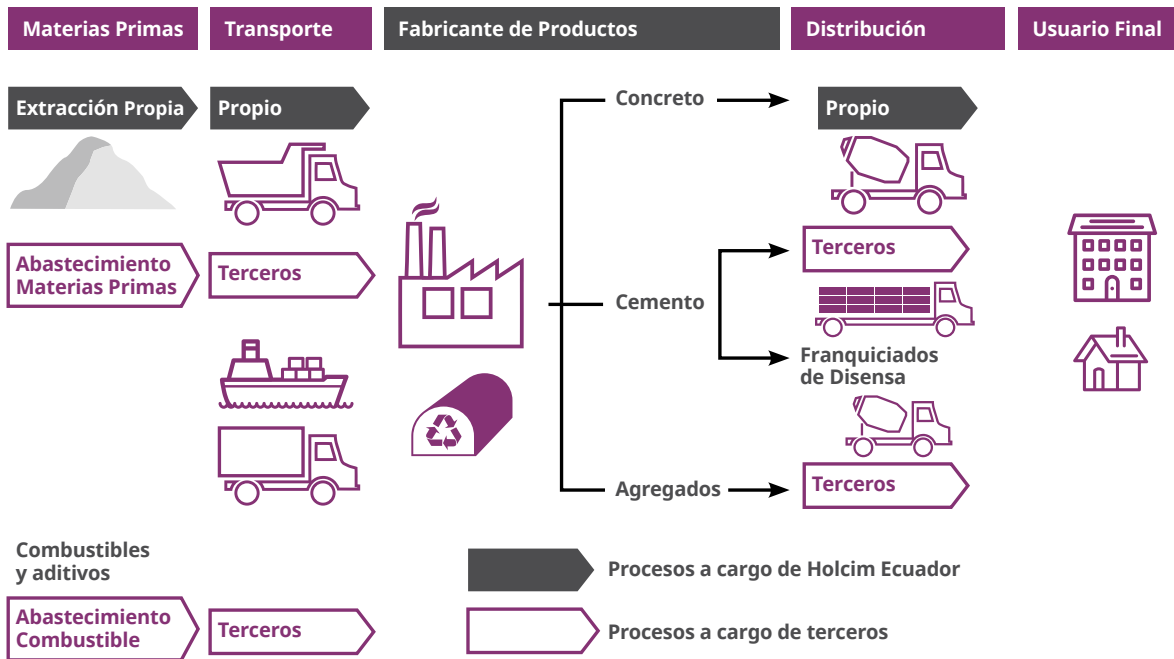 Materias Primas
Transporte
Fabricante de Productos
Distribución
Usuario Final
Extracción Propia
Propio
Concreto
Propio
Abastecimiento
Materias Primas
Terceros
Cemento
Terceros
Franquiciados
de Disensa
Agregados
Terceros
Combustibles
y aditivos
Abastecimiento
Combustible
Terceros
Procesos a cargo de Holcim Ecuador
Procesos a cargo de terceros